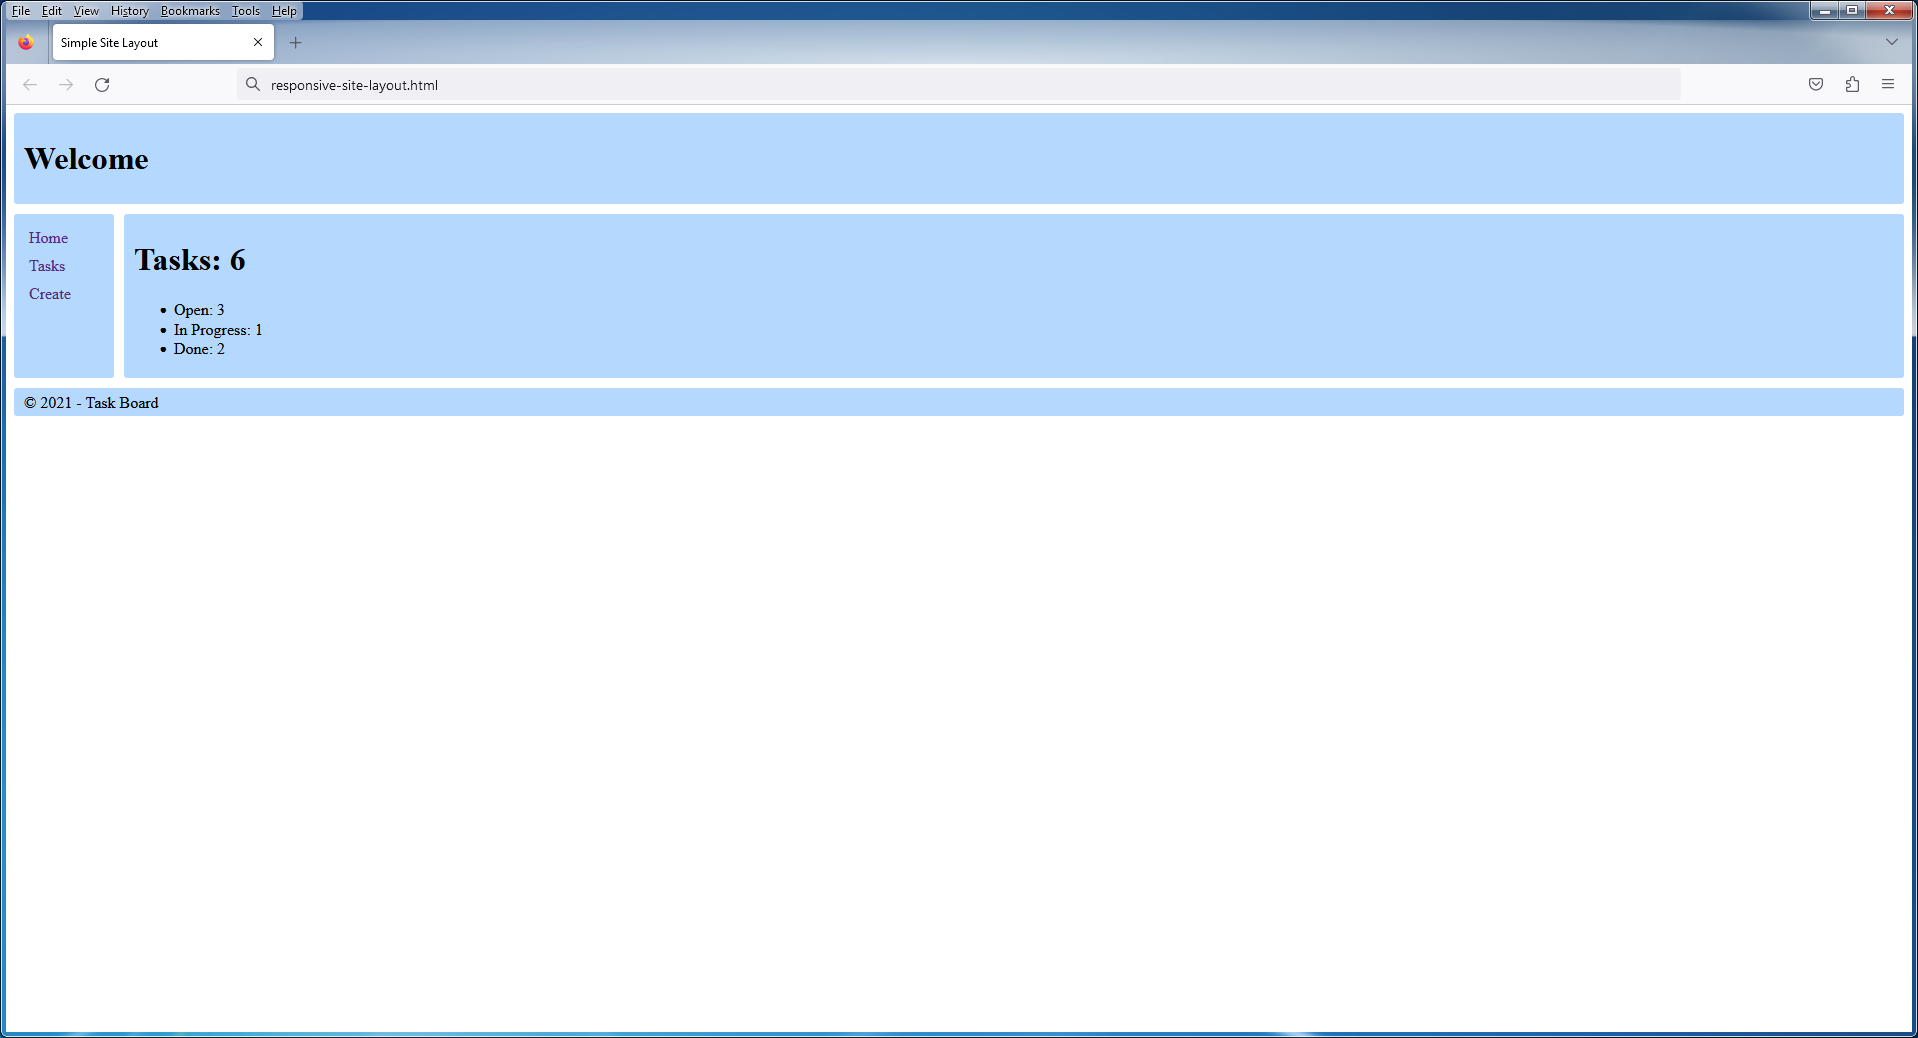 File Edit View History Bookmarks Tools Help
Simple Site Layout
responsive-site-layout.html
Welcome
Home
Tasks
Create
Tasks: 6
Open: 3
In Progress: 1
Done: 2
© 2021 - Task Board